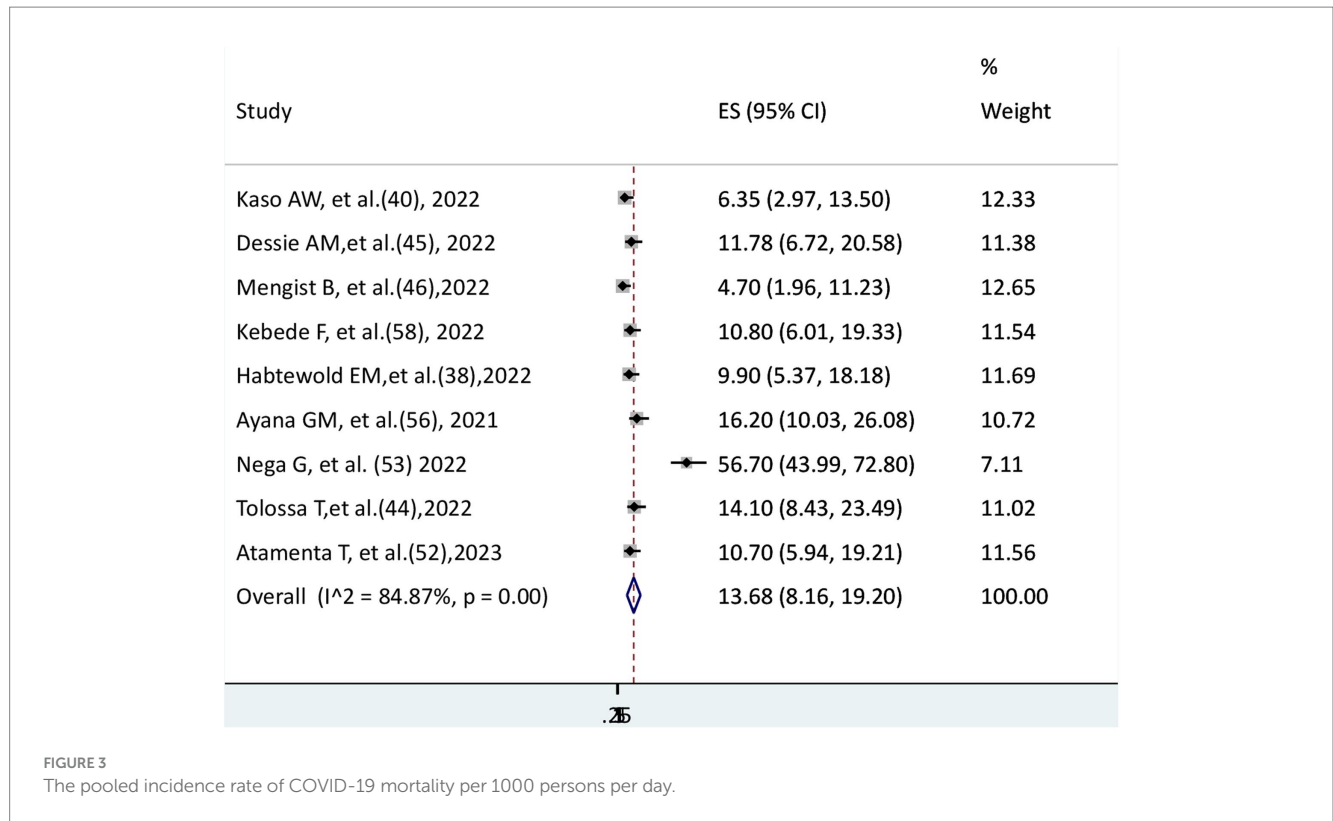 %
Study ES (95% CI) Weight
Kaso AW, et al.(40), 2022 6.35 (2.97, 13.50) 12.33
Dessie AM,et al.(45), 2022 11.78 (6.72, 20.58) 11.38
Mengist B, et al.(46),2022 4.70 (1.96, 11.23) 12.65
Kebede F, et al.(58), 2022 10.80 (6.01, 19.33) 11.54
Habtewold EM,et al.(38),2022 9.90 (5.37, 18.18) 11.69
Ayana GM, et al.(56), 2021 16.20 (10.03, 26.08) 10.72
Nega G, et al. (53) 2022 56.70 (43.99, 72.80) 7.11
Tolossa T,et al.(44),2022 14.10 (8.43, 23.49) 11.02
Atamenta T, et al.(52),2023 10.70 (5.94, 19.21) 11.56
Overall (I^2 = 84.87%, p = 0.00) 13.68 (8.16, 19.20) 100.00
FIGURE 3
The pooled incidence rate of COVID-19 mortality per 1000 persons per day.